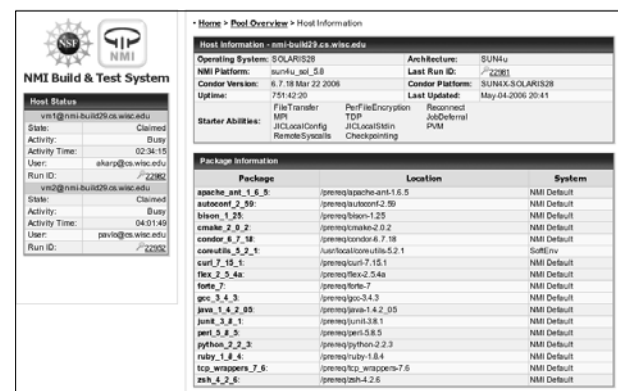 NSF
NMI
NMI Build & Test System
Host Status
vm1@nmi-build29.cs.wisc.edu
State: Claimed
Activity: Busy
Activity Time: 02:34:15
User: akarp@cs.wisc.edu
Run ID: 22982
vm2@nmi-build29.cs.wisc.edu
State: Claimed
Activity: Busy
Activity Time: 04:01:49
User: pavlo@cs.wisc.edu
Run ID: 22952
• Home > Pool Overview > Host Information
Host Information - nmi-build29.cs.wisc.edu
Operating System: SOLARIS28 Architecture: SUN4u
NMI Platform: sun4u_sol_5.8 Last Run ID: 22981
Condor Version: 6.7.18 Mar 22 2006 Condor Platform: SUN4X-SOLARIS28
Uptime: 751:42:20 Last Updated: May-04-2006 20:41
Starter Abilities:
FileTransfer PerFileEncryption Reconnect
MPI TDP JobDeferral
JICLocalConfig JICLocalStdin PVM
RemoteSyscalls Checkpointing
Package Information
Package Location System
apache_ant_1_6_5: /prereq/apache-ant-1.6.5 NMI Default
autoconf_2_59: /prereq/autoconf-2.59 NMI Default
bison_1_25: /prereq/bison-1.25 NMI Default
cmake_2_0_2: /prereq/cmake-2.0.2 NMI Default
condor_6_7_18: /prereq/condor-6.7.18 NMI Default
coreutils_5_2_1: /usr/local/coreutils-5.2.1 SoftEnv
curl_7_15_1: /prereq/curl-7.15.1 NMI Default
flex_2_5_4a: /prereq/flex-2.5.4a NMI Default
forte_7: /prereq/forte-7 NMI Default
gcc_3_4_3: /prereq/gcc-3.4.3 NMI Default
java_1_4_2_05: /prereq/java-1.4.2_05 NMI Default
junit_3_8_1: /prereq/junit-3.8.1 NMI Default
perl_5_8_5: /prereq/perl-5.8.5 NMI Default
python_2_2_3: /prereq/python-2.2.3 NMI Default
ruby_1_8_4: /prereq/ruby-1.8.4 NMI Default
tcp_wrappers_7_6: /prereq/tcp_wrappers-7.6 NMI Default
zsh_4_2_6: /prereq/zsh-4.2.6 NMI Default